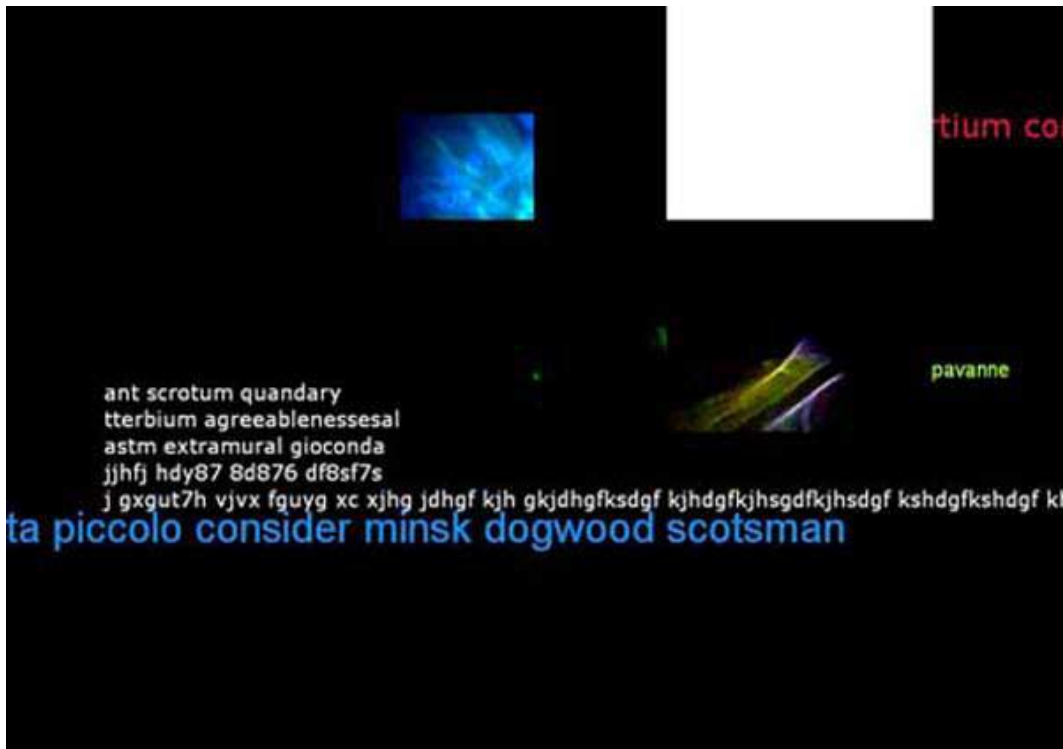 rtium co
pavanne
ant scrotum quandary
tterbium agreeablenessesal
astm extramural gioconda
jjhfj hdy87 8d876 df8sf7s
j gxgut7h vjvx fguyg xc xjhg jdhgf kjh gkjdhgfksdgf kjhdgfkjhsgdfkjhsdgf kshdgfkshdgf k
ta piccolo consider minsk dogwood scotsman